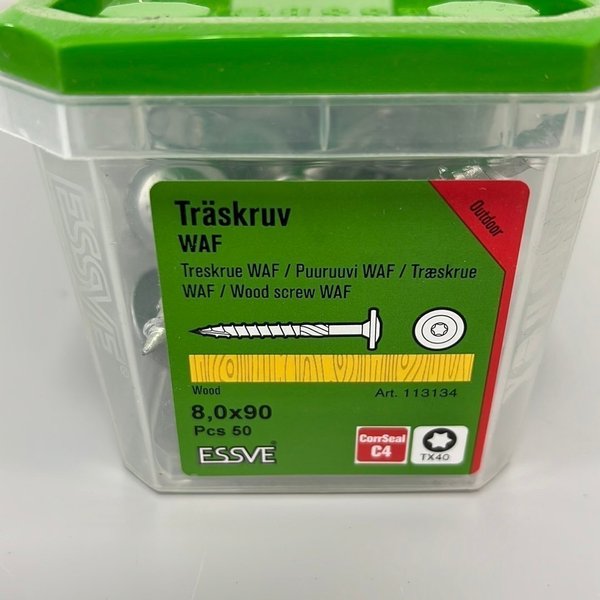 ESSVE
Träskruv
WAF
Outdoor
Treskrue WAF / Puuruuvi WAF / Træskrue
WAF / Wood screw WAF
Wood
Art. 113134
8,0x90
Pcs 50
ESSVE®
CorrSeal
C4
TX40